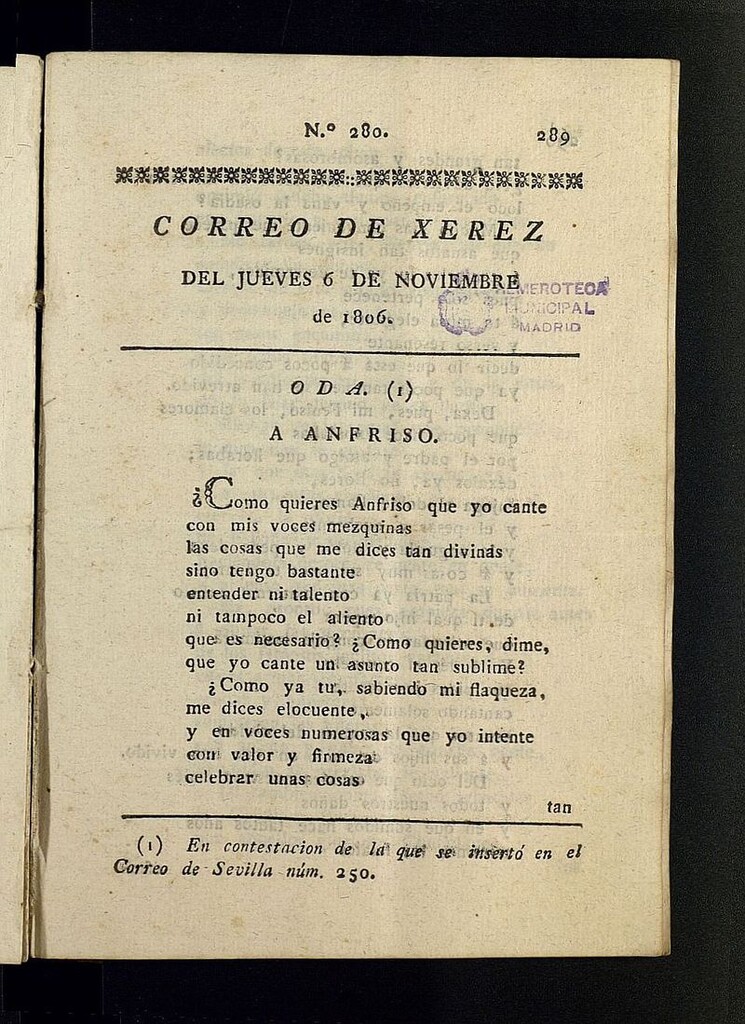 N.º 280.
289
CORREO DE XEREZ
DEL JUEVES 6 DE NOVIEMBRE
de 1806.
HEMEROTECA
MUNICIPAL
MADRID
ODA. (1)
A ANFRISO.
¿Como quieres Anfriso que yo cante
con mis voces mezquinas
las cosas que me dices tan divinas
sino tengo bastante
entender ni talento
ni tampoco el aliento
que es necesario? ¿Como quieres, dime,
que yo cante un asunto tan sublime?
¿Como ya tu, sabiendo mi flaqueza,
me dices elocuente,
y en voces numerosas que yo intente
con valor y firmeza
celebrar unas cosas
tan
(1) En contestacion de la que se insertó en el
Correo de Sevilla núm. 250.